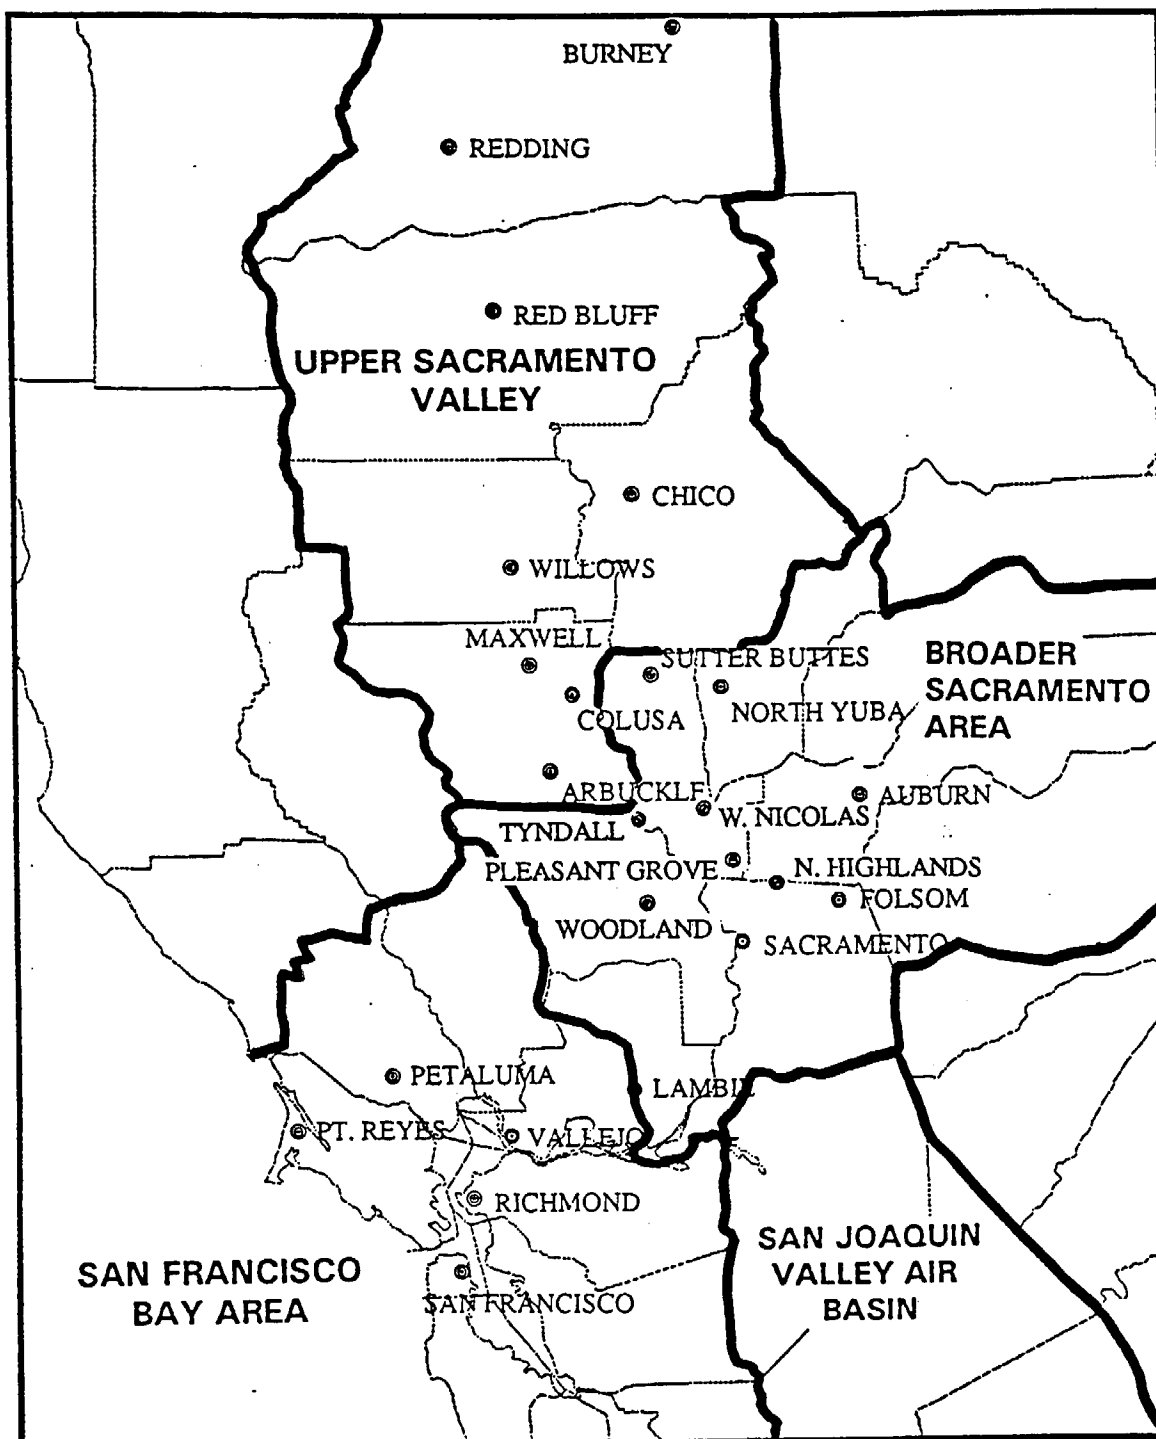 BURNEY
REDDING
RED BLUFF
UPPER SACRAMENTO
VALLEY
CHICO
WILLOWS
MAXWELL
SUTTER BUTTES
BROADER
SACRAMENTO
AREA
COLUSA
NORTH YUBA
ARBUCKLE
AUBURN
W. NICOLAS
TYNDALL
PLEASANT GROVE
N. HIGHLANDS
FOLSOM
WOODLAND
SACRAMENTO
PETALUMA
LAMBIE
PT. REYES
VALLEJO
RICHMOND
SAN JOAQUIN
VALLEY AIR
BASIN
SAN FRANCISCO
BAY AREA
SAN FRANCISCO